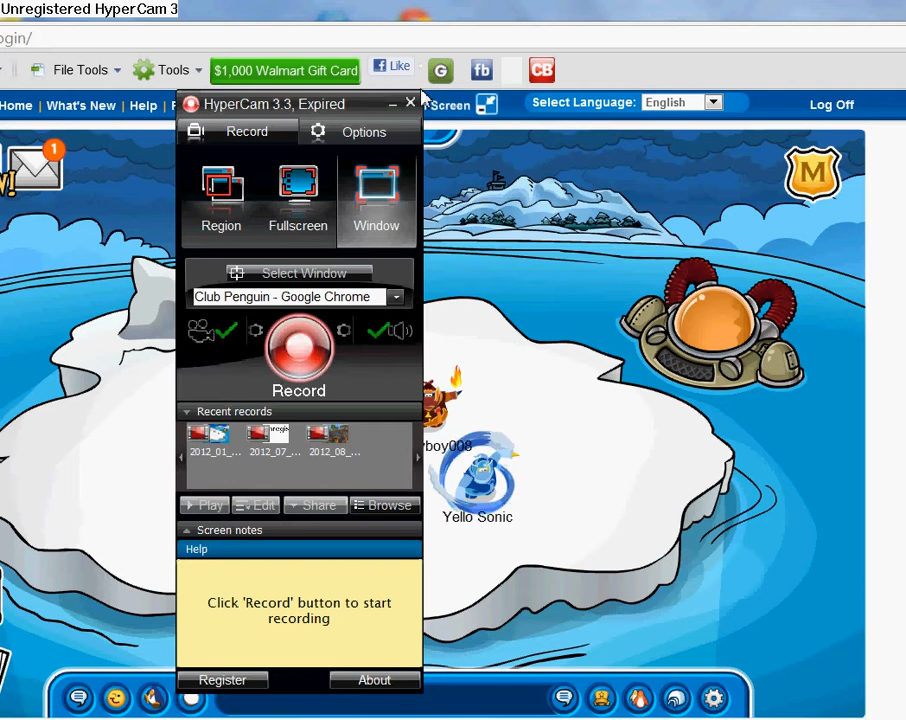 Unregistered HyperCam 3
ogin/
File Tools
Tools
$1,000 Walmart Gift Card
Like
G
fb
CB
Home | What's New | Help |
Screen
Select Language:
English
Log Off
HyperCam 3.3, Expired
Record
Options
1
M
Region
Fullscreen
Window
Select Window
Club Penguin - Google Chrome
Record
Recent records
2012_01_...
2012_07_...
2012_08_...
yboy008
Yello Sonic
Play
Edit
Share
Browse
Screen notes
Help
Click 'Record' button to start
recording
Register
About